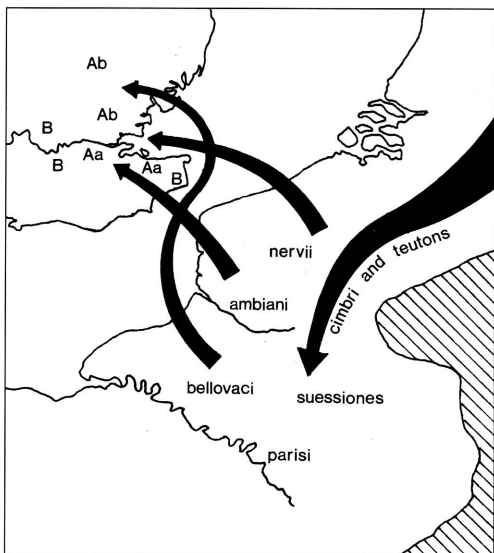 Ab
Ab
B
B
Aa
Aa
B
nervii
cimbri and teutons
ambiani
bellovaci
suessiones
parisi